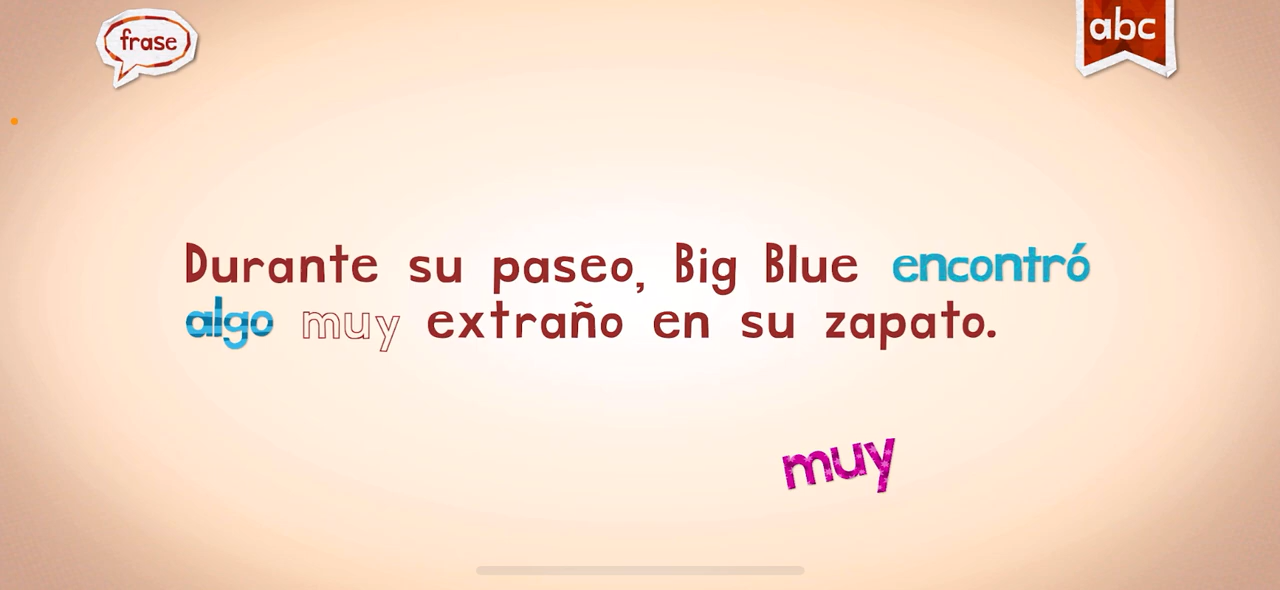 frase
abc
Durante su paseo, Big Blue encontró
algo muy extraño en su zapato.
muy